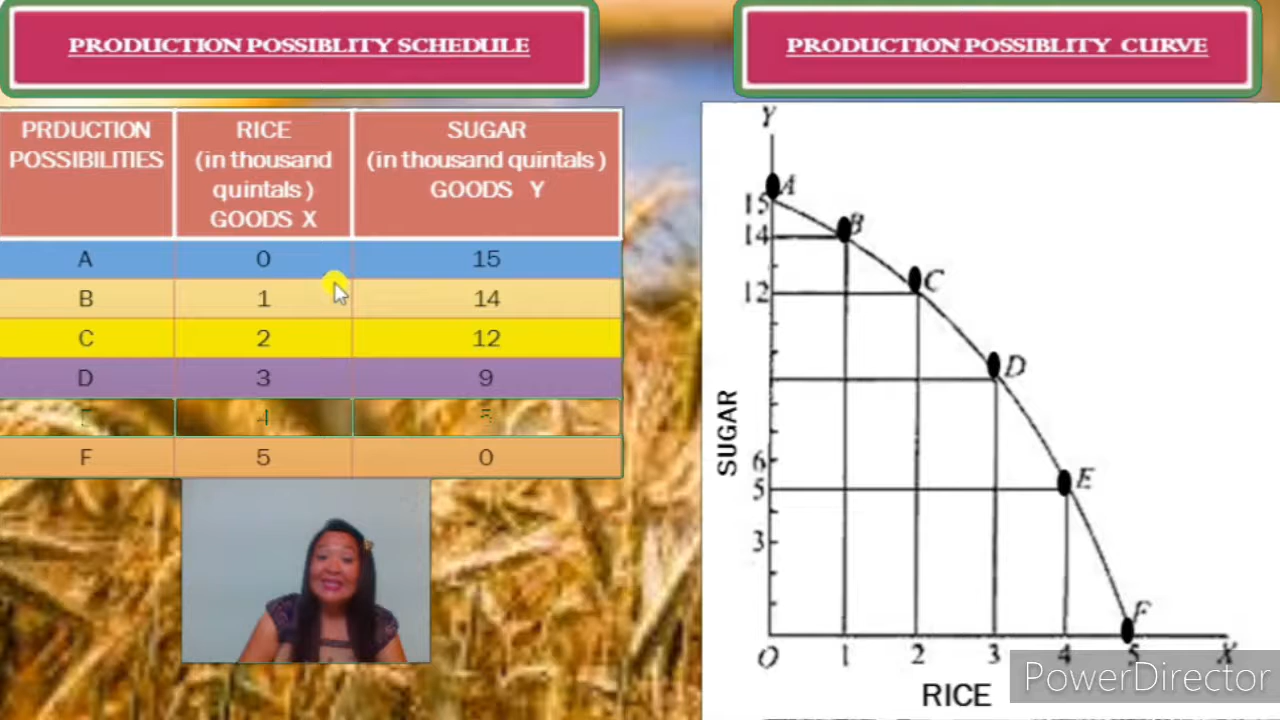 PRODUCTION POSSIBLITY SCHEDULE
PRDUCTION
POSSIBILITIES
RICE
(in thousand
quintals )
GOODS X
SUGAR
(in thousand quintals )
GOODS Y
A 0 15
B 1 14
C 2 12
D 3 9
E 4 5
F 5 0
PRODUCTION POSSIBLITY CURVE
Y
A
15
B
14
C
12
D
SUGAR
6
E
5
3
F
O 1 2 3 4 5 X
RICE
PowerDirector